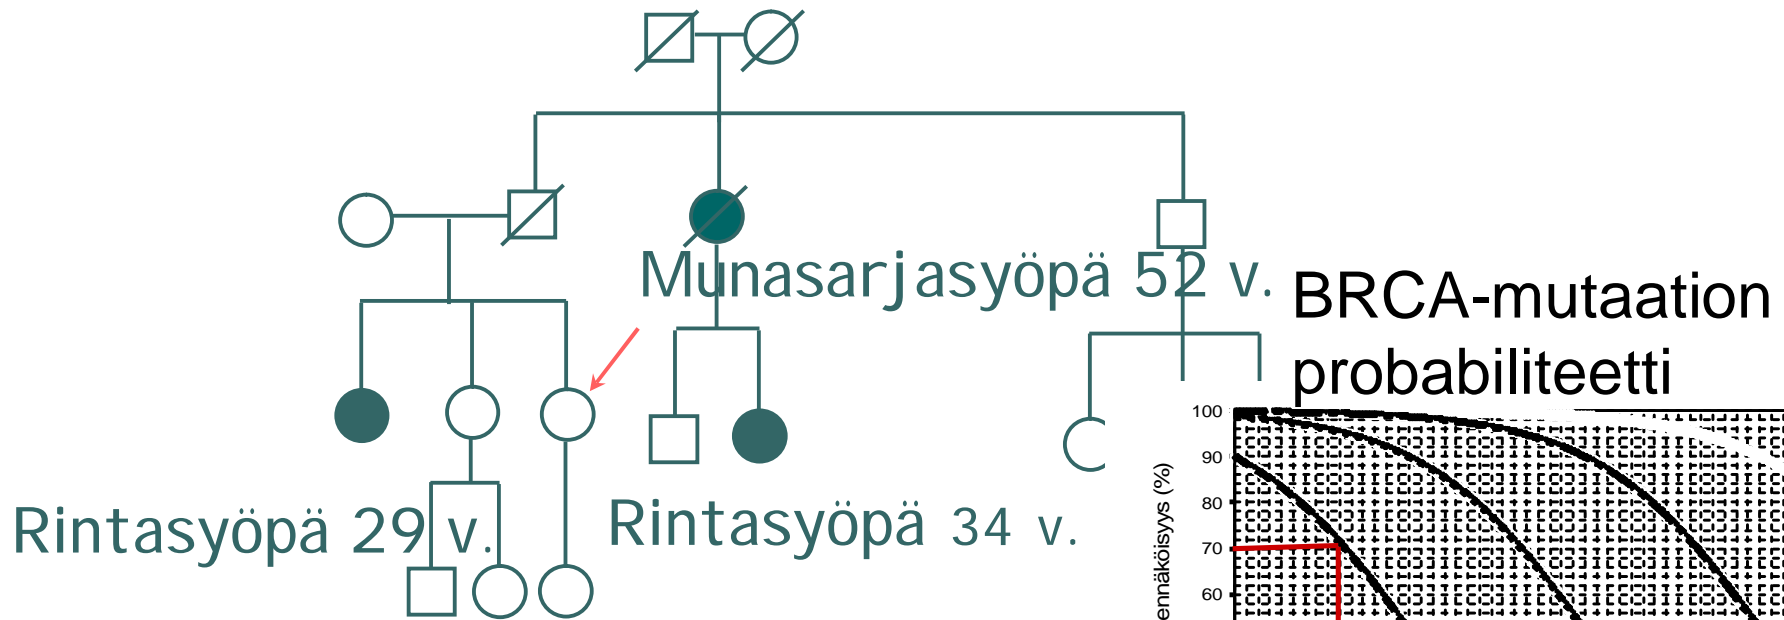 Munasarjasyöpä 52 v.
BRCA-mutaation
probabiliteetti
Rintasyöpä 29 v.
Rintasyöpä 34 v.
100
90
80
70
60
ennäköisyys (%)